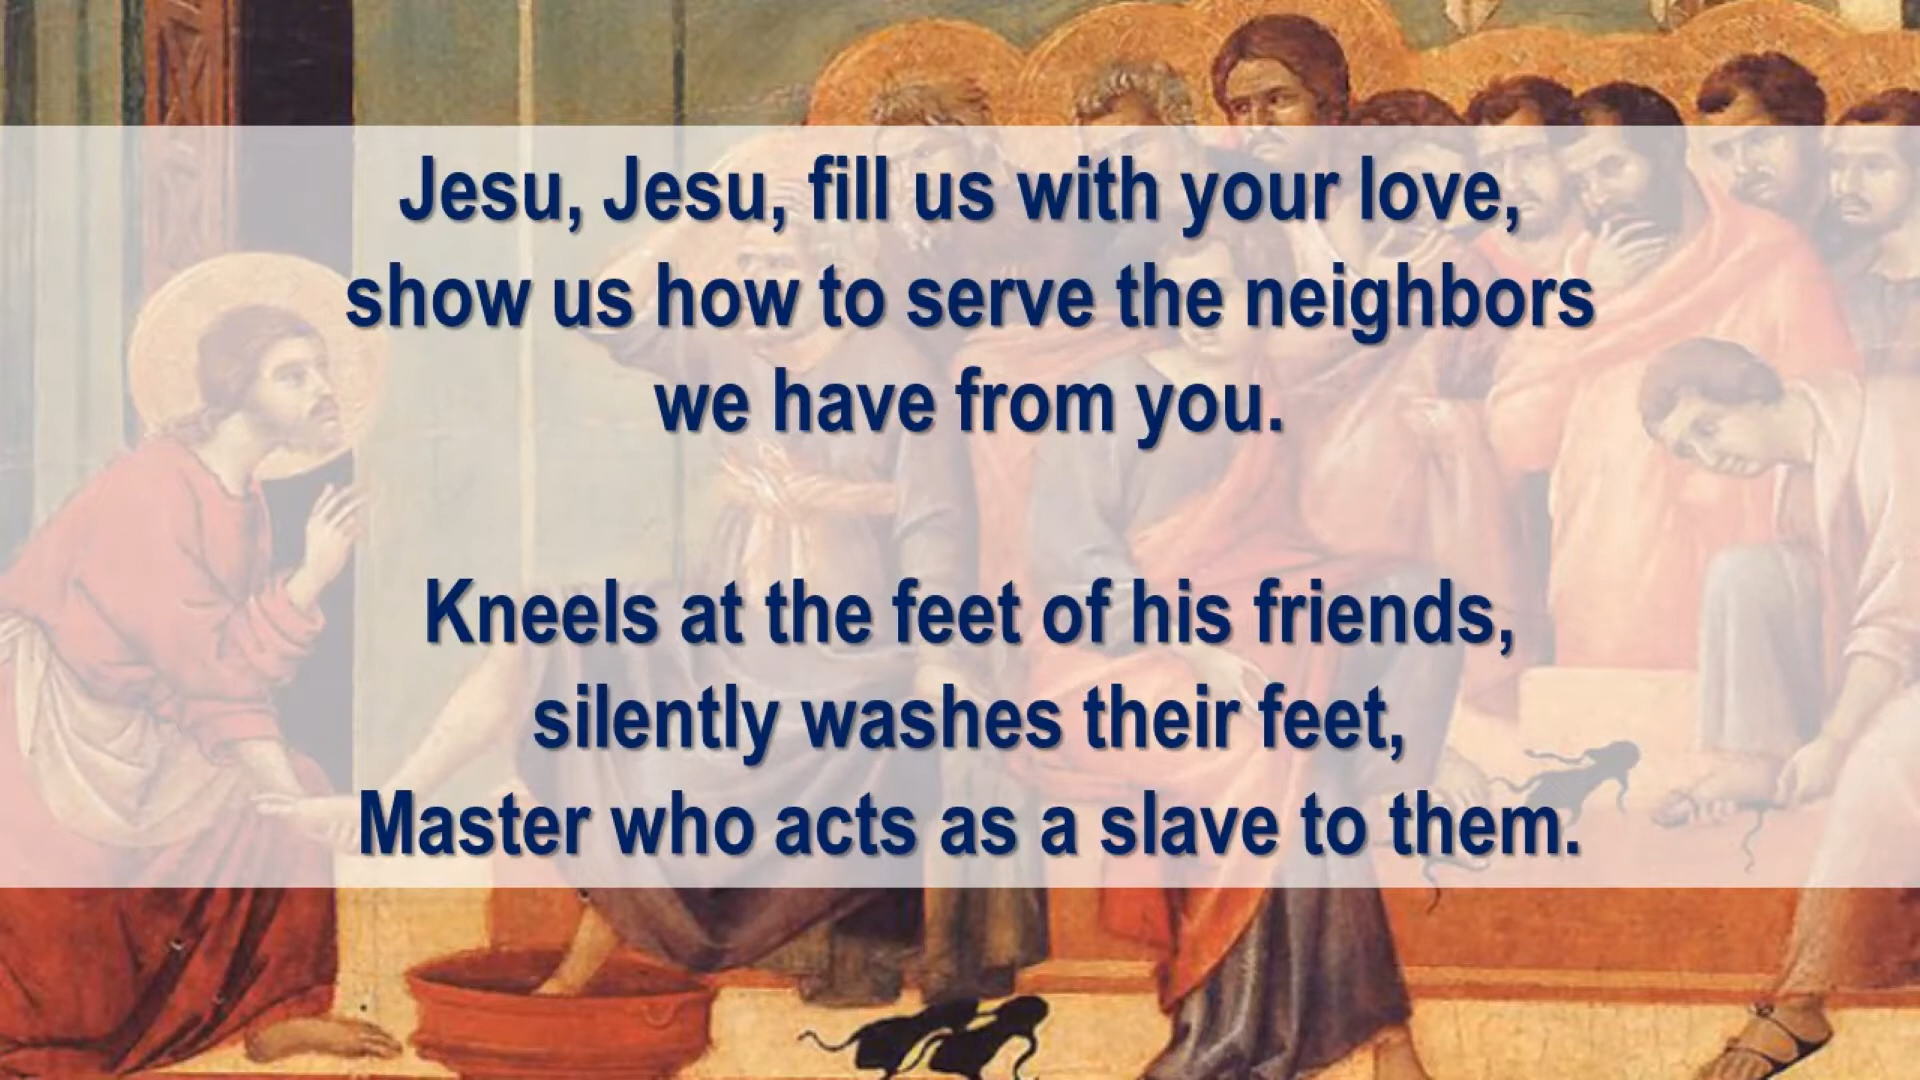 Jesu, Jesu, fill us with your love,
show us how to serve the neighbors
we have from you.
Kneels at the feet of his friends,
silently washes their feet,
Master who acts as a slave to them.